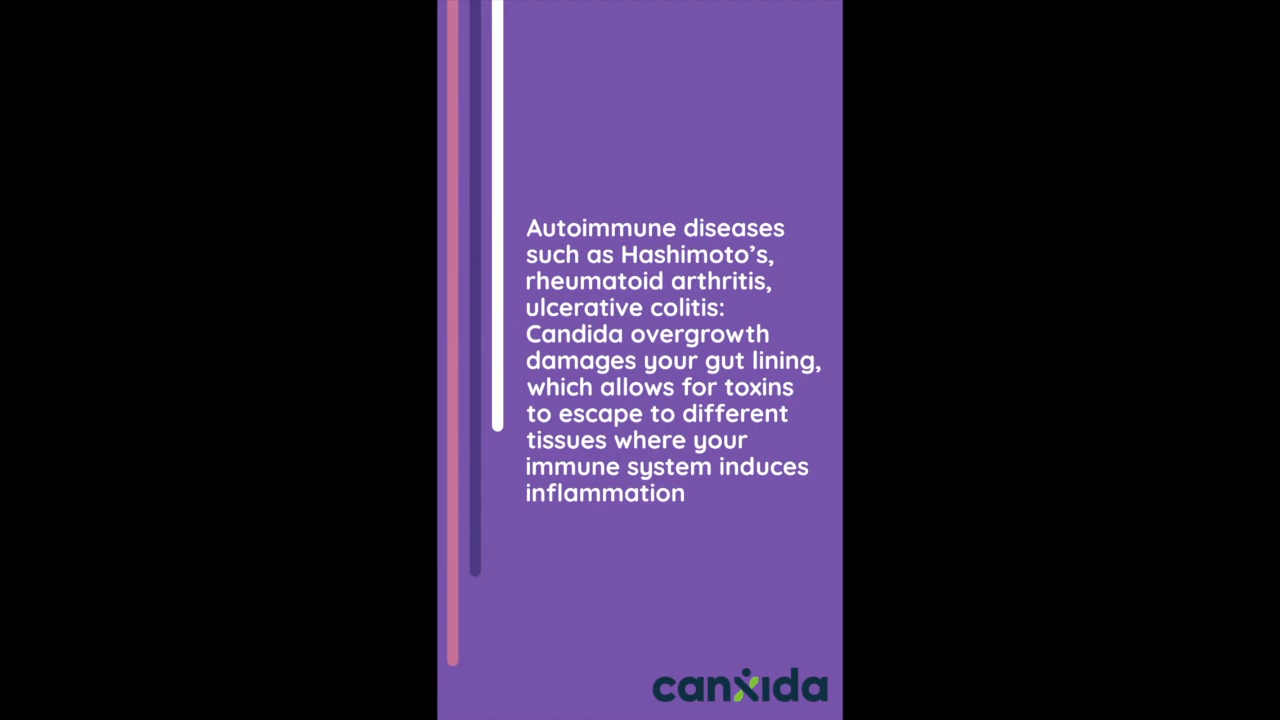 Autoimmune diseases
such as Hashimoto’s,
rheumatoid arthritis,
ulcerative colitis:
Candida overgrowth
damages your gut lining,
which allows for toxins
to escape to different
tissues where your
immune system induces
inflammation
canxida